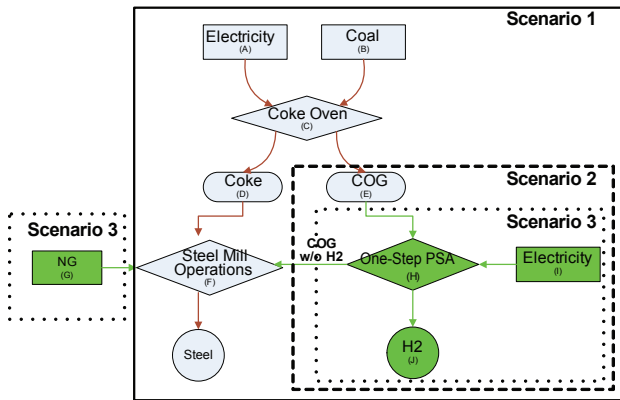 Scenario 1
Electricity
(A)
Coal
(B)
Coke Oven
(C)
Coke
(D)
COG
(E)
Scenario 2
Scenario 3
Scenario 3
NG
(G)
Steel Mill
Operations
(F)
COG
w/o H2
One-Step PSA
(H)
Electricity
(I)
Steel
H2
(J)